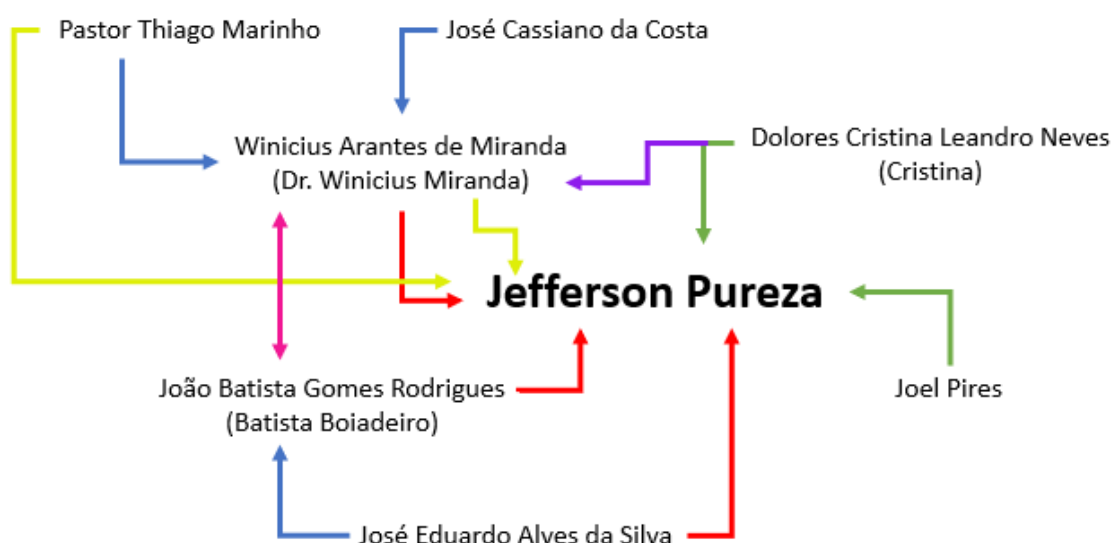 Pastor Thiago Marinho
José Cassiano da Costa
Winicius Arantes de Miranda
(Dr. Winicius Miranda)
Dolores Cristina Leandro Neves
(Cristina)
Jefferson Pureza
João Batista Gomes Rodrigues
(Batista Boiadeiro)
Joel Pires
José Eduardo Alves da Silva